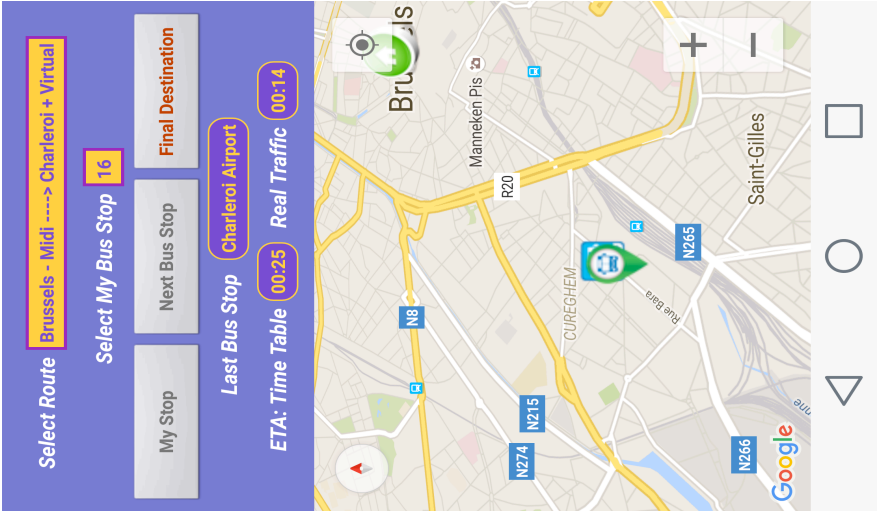 Select Route Brussels - Midi ----> Charleroi + Virtual
Select My Bus Stop 16
My Stop Next Bus Stop Final Destination
Last Bus Stop Charleroi Airport
ETA: Time Table 00:25 Real Traffic 00:14
Manneken Pis
R20
N8
CUREGHEM
Saint-Gilles
N265
Rue Bara
N215
N274
N266
Google